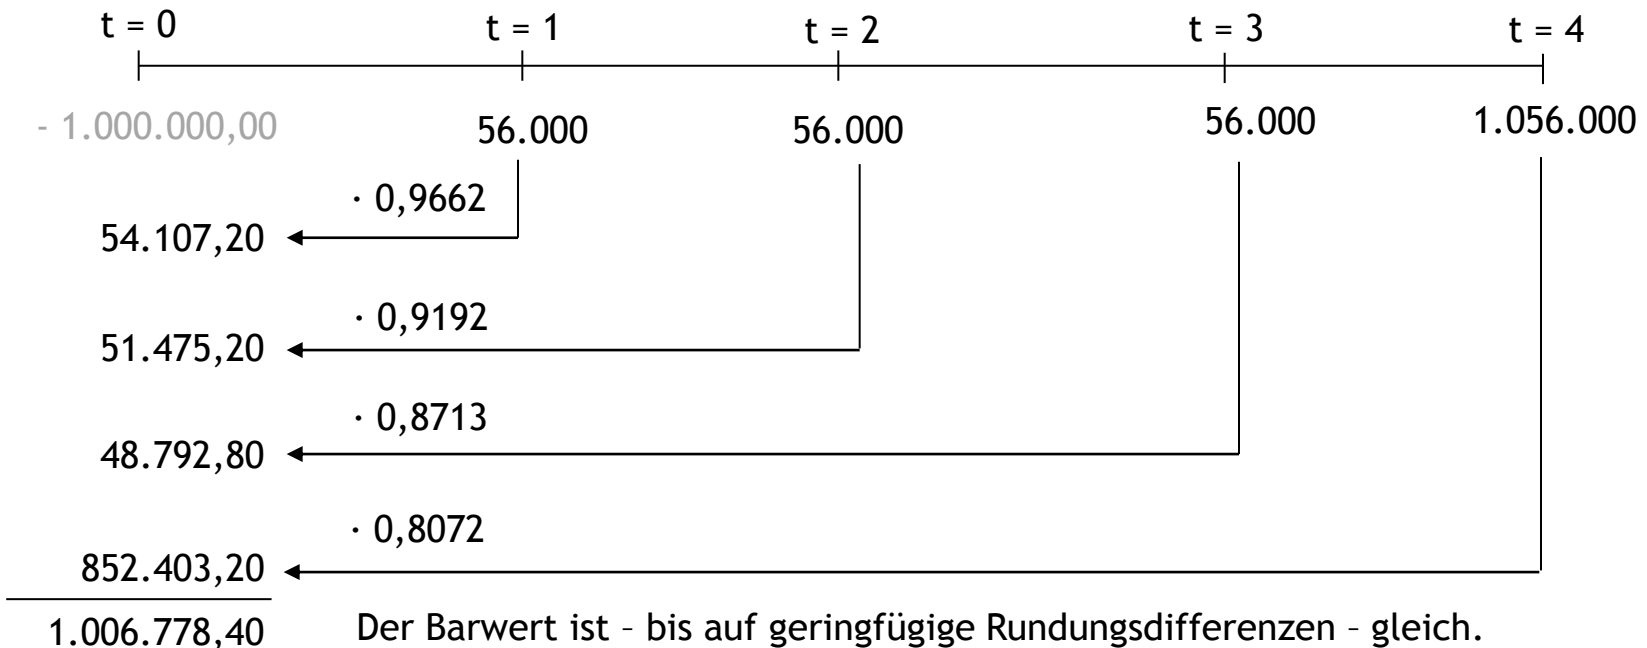 t = 0 t = 1 t = 2 t = 3 t = 4
- 1.000.000,00 56.000 56.000 56.000 1.056.000
· 0,9662
54.107,20
· 0,9192
51.475,20
· 0,8713
48.792,80
· 0,8072
852.403,20
1.006.778,40 Der Barwert ist – bis auf geringfügige Rundungsdifferenzen – gleich.